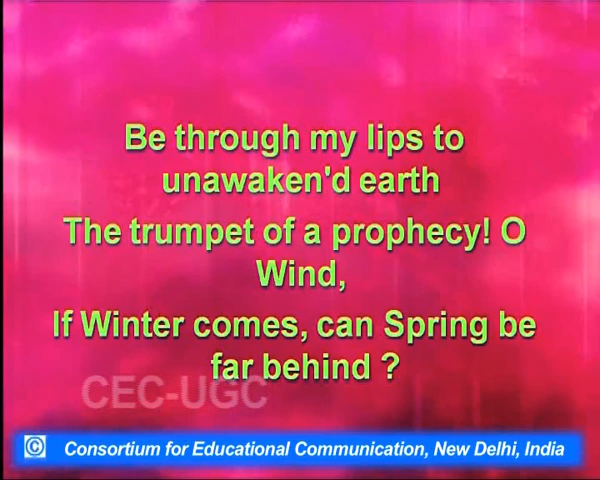 Be through my lips to
unawaken'd earth
The trumpet of a prophecy! O
Wind,
If Winter comes, can Spring be
far behind ?
CEC-UGC
© Consortium for Educational Communication, New Delhi, India